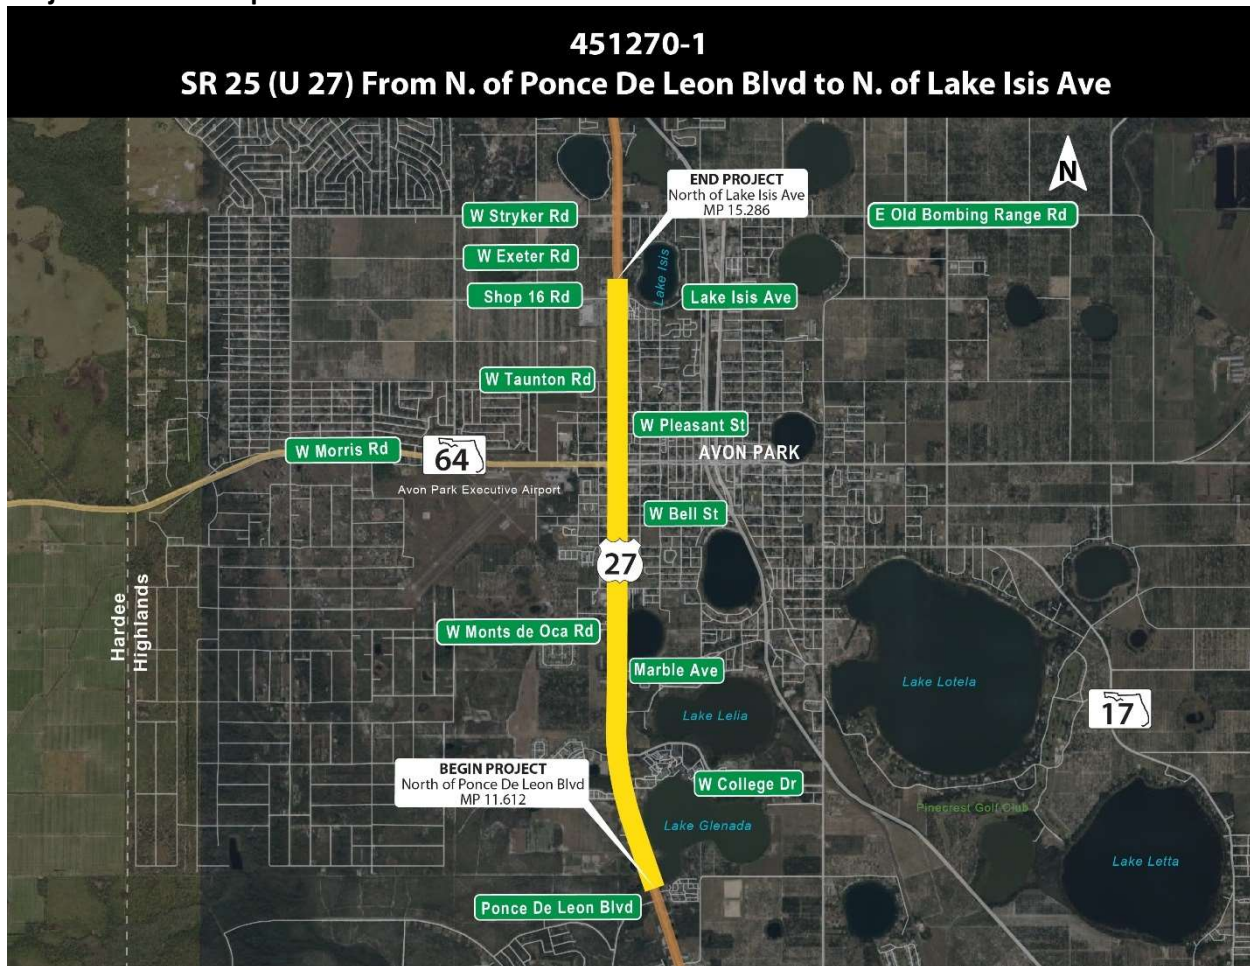 451270-1
SR 25 (U 27) From N. of Ponce De Leon Blvd to N. of Lake Isis Ave
END PROJECT
North of Lake Isis Ave
MP 15.286
N
W Stryker Rd
E Old Bombing Range Rd
W Exeter Rd
Lake Isis
Shop 16 Rd
Lake Isis Ave
W Taunton Rd
W Pleasant St
W Morris Rd
64
AVON PARK
Avon Park Executive Airport
W Bell St
27
Hardee
Highlands
W Monts de Oca Rd
Marble Ave
Lake Lotela
17
Lake Lelia
BEGIN PROJECT
North of Ponce De Leon Blvd
MP 11.612
W College Dr
Pinecrest Golf Club
Lake Glenada
Lake Letta
Ponce De Leon Blvd